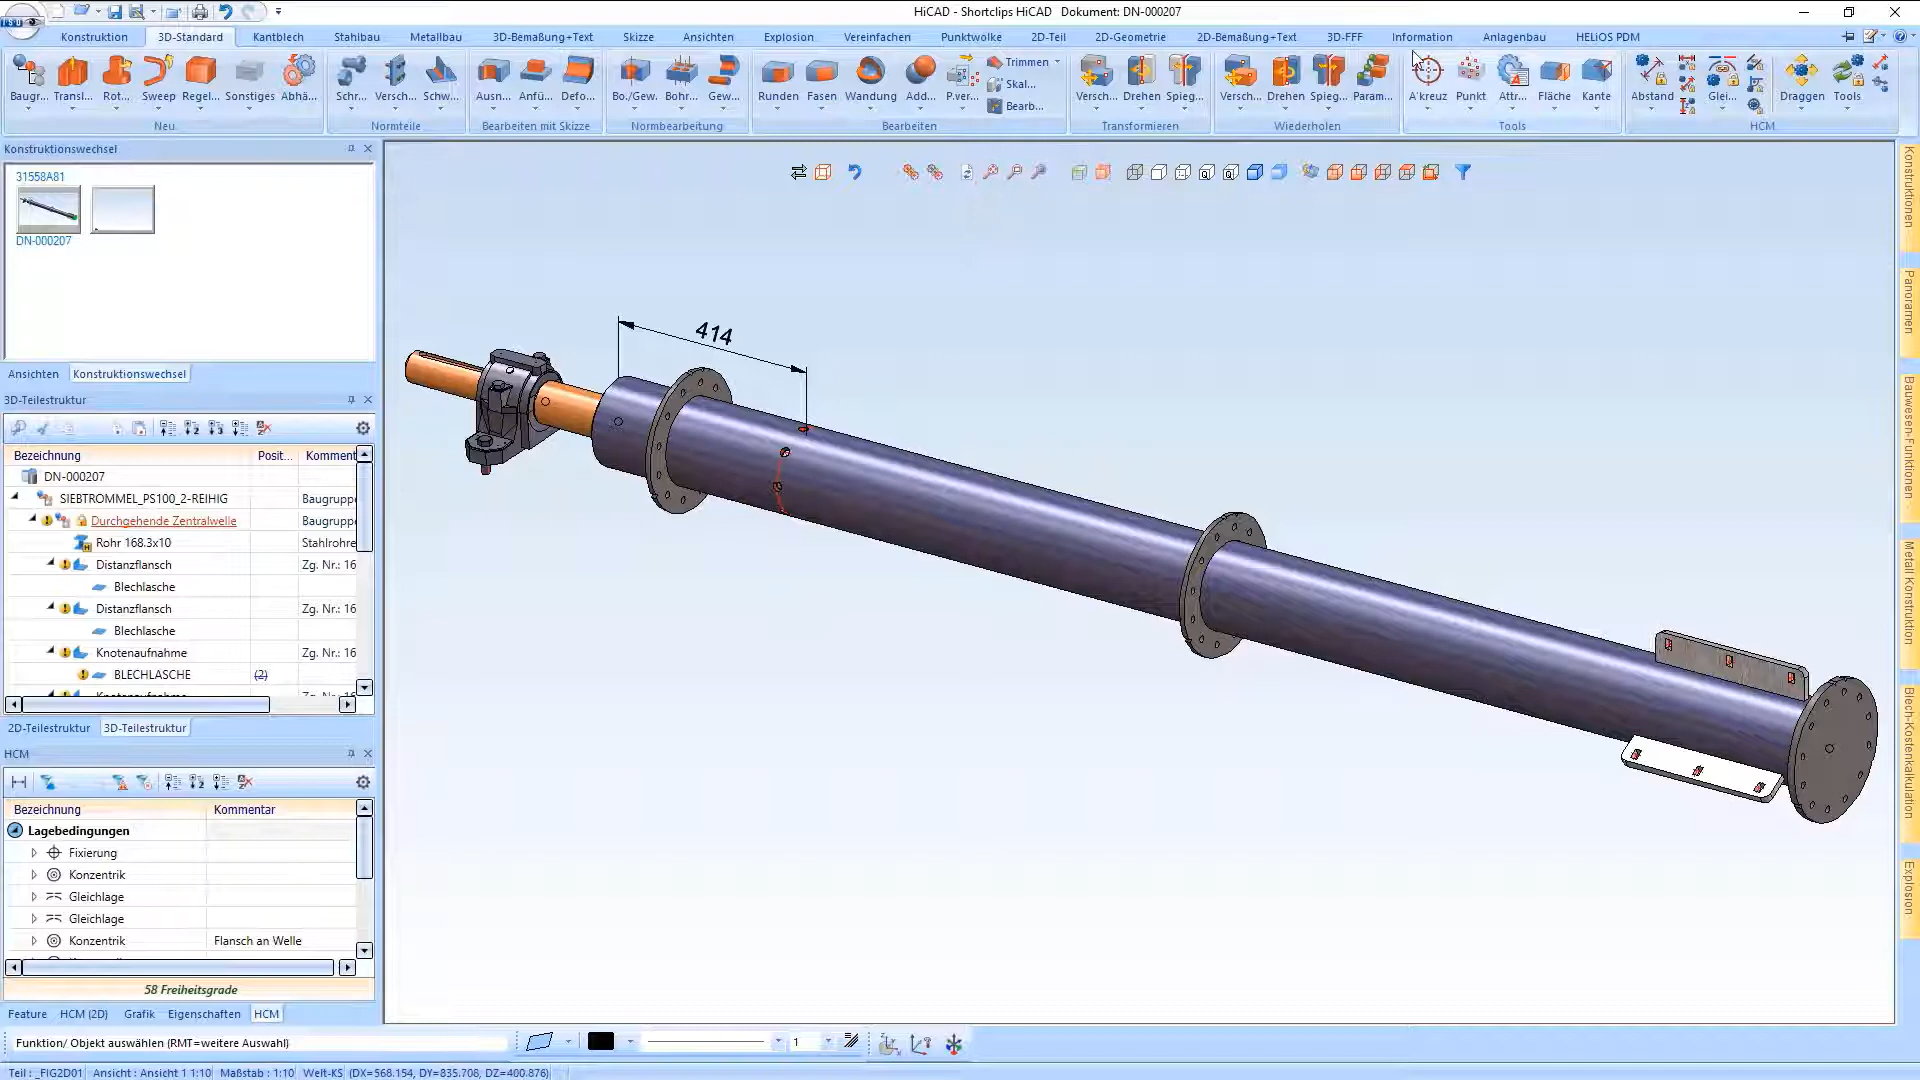 HiCAD - Shortclips HiCAD   Dokument: DN-000207
Konstruktion 3D-Standard Kantblech Stahlbau Metallbau 3D-Bemaßung+Text Skizze Ansichten Explosion Vereinfachen Punktwolke 2D-Teil 2D-Geometrie 2D-Bemaßung+Text 3D-FFF Information Anlagenbau HELiOS PDM
Trimmen
Skal...
Bearb...
Baugr... Transl... Rot... Sweep Regel... Sonstiges Abhä... Schr... Versch... Schw... Ausn... Anfü... Defo... Bo./Gew. Bohr... Gew... Runden Fasen Wandung Add... P.ver... Versch... Drehen Spieg... Versch... Drehen Spieg... Param... A'kreuz Punkt Attr... Fläche Kante Abstand Glei... Draggen Tools
Neu Normteile Bearbeiten mit Skizze Normbearbeitung Bearbeiten Transformieren Wiederholen Tools HCM
Konstruktionswechsel
31558A81
DN-000207
Ansichten Konstruktionswechsel
3D-Teilestruktur
Bezeichnung Posit... Komment
DN-000207
SIEBTROMMEL_PS100_2-REIHIG Baugruppe
Durchgehende Zentralwelle Baugruppe
Rohr 168.3x10 Stahlrohre
Distanzflansch Zg. Nr.: 16
Blechlasche
Distanzflansch Zg. Nr.: 16
Blechlasche
Knotenaufnahme Zg. Nr.: 16
BLECHLASCHE (2)
2D-Teilestruktur 3D-Teilestruktur
HCM
Bezeichnung Kommentar
Lagebedingungen
Fixierung
Konzentrik
Gleichlage
Gleichlage
Konzentrik Flansch an Welle
58 Freiheitsgrade
Feature HCM (2D) Grafik Eigenschaften HCM
414
Konstruktionen
Panoramen
Bauwesen-Funktionen
Metall Konstruktion
Blech-Kostenkalkulation
Explosion
Funktion/ Objekt auswählen (RMT=weitere Auswahl)
1
Teil : _FIG2D01 Ansicht : Ansicht 1 1:10 Maßstab : 1:10 Welt-KS (DX=568.154, DY=835.708, DZ=400.876)